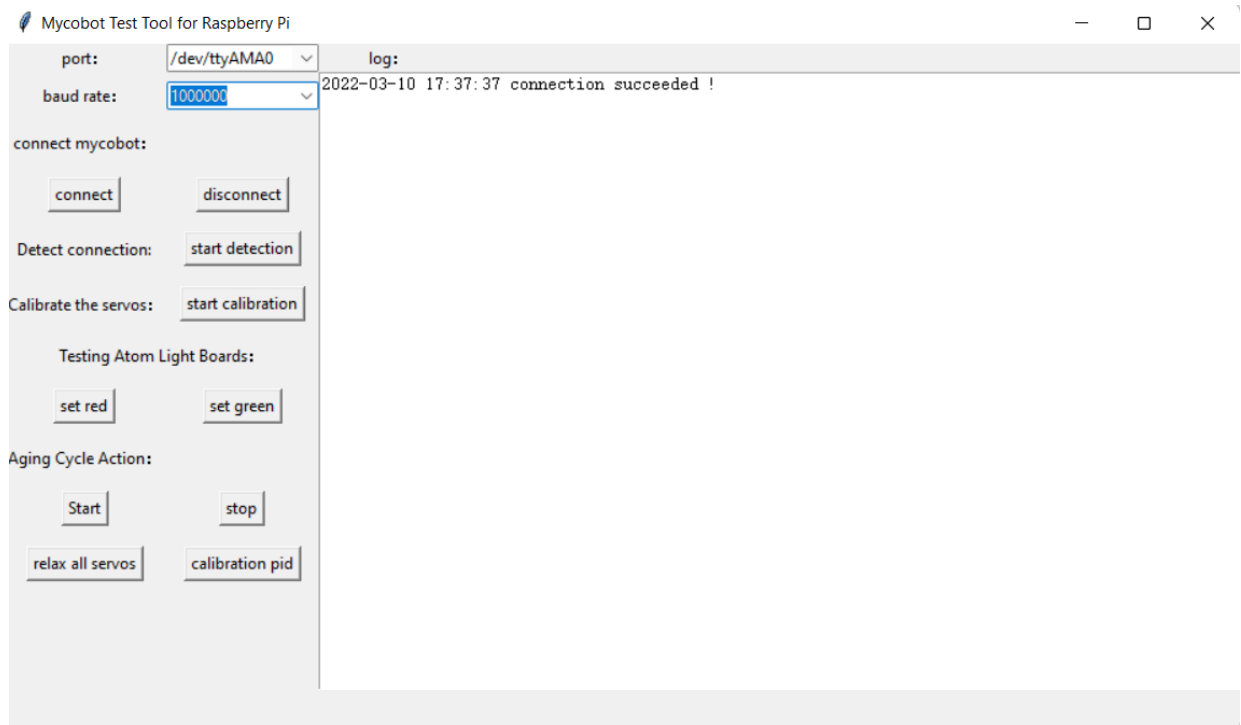 Mycobot Test Tool for Raspberry Pi
port: /dev/ttyAMA0 log:
baud rate: 1000000
2022-03-10 17:37:37 connection succeeded !
connect mycobot:
connect disconnect
Detect connection: start detection
Calibrate the servos: start calibration
Testing Atom Light Boards:
set red set green
Aging Cycle Action:
Start stop
relax all servos calibration pid